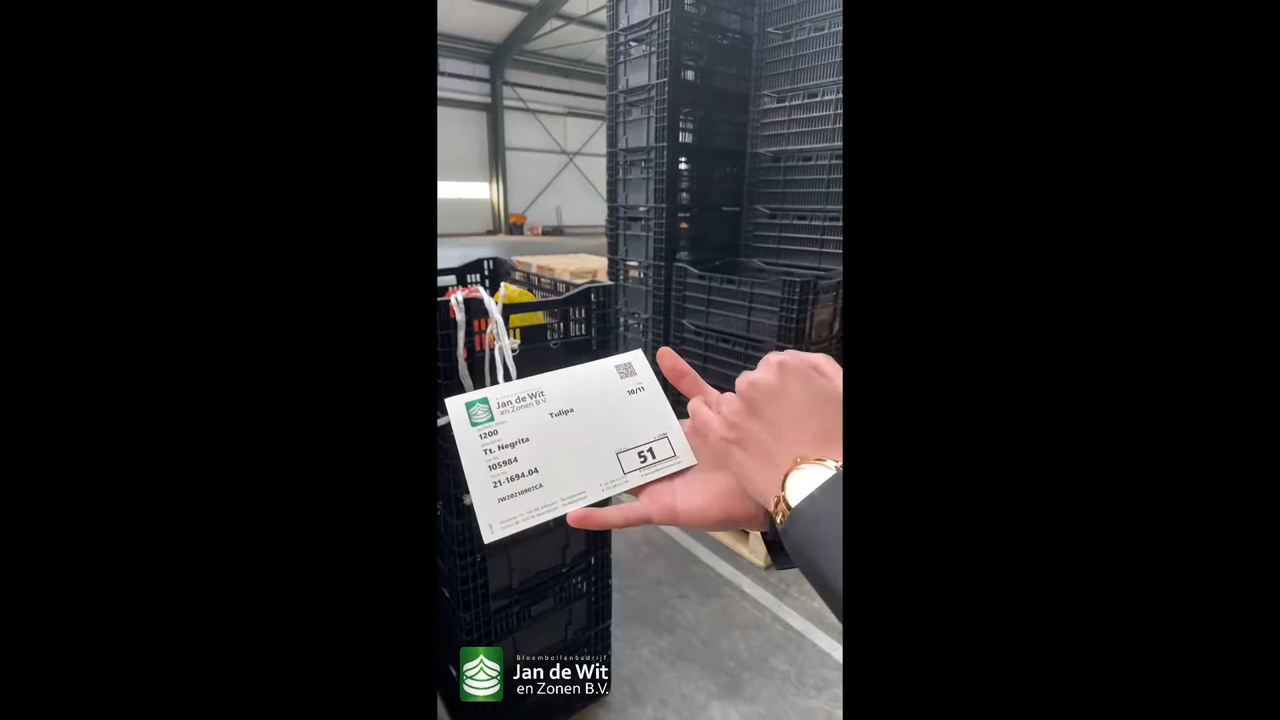 Jan de Wit
en Zonen B.V.
10/11
Tulipa
1200
Tt. Negrita
105984
51
21-1694.04
JW20210907CA
Bloembollenbedrijf
Jan de Wit
en Zonen B.V.